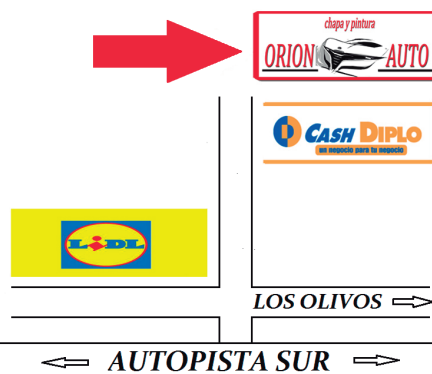 chapa y pintura
ORION AUTO
CASH DIPLO
un negocio para tu negocio
LIDL
LOS OLIVOS
AUTOPISTA SUR